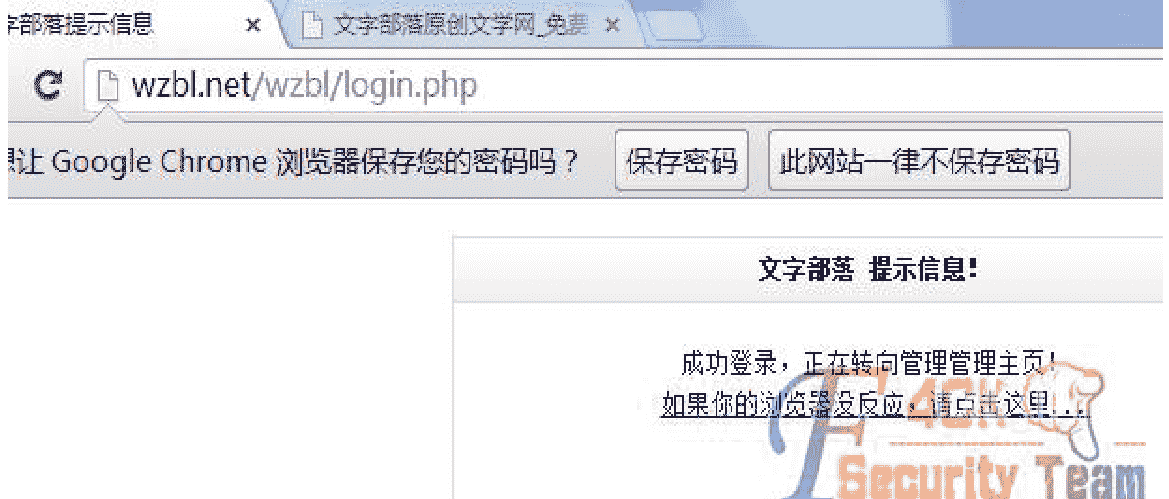 字部落提示信息
文字部落原创文学网_免费
wzbl.net/wzbl/login.php
想让 Google Chrome 浏览器保存您的密码吗？
保存密码
此网站一律不保存密码
文字部落 提示信息！
成功登录，正在转向管理管理主页！
如果你的浏览器没反应，请点击这里...
Security Team